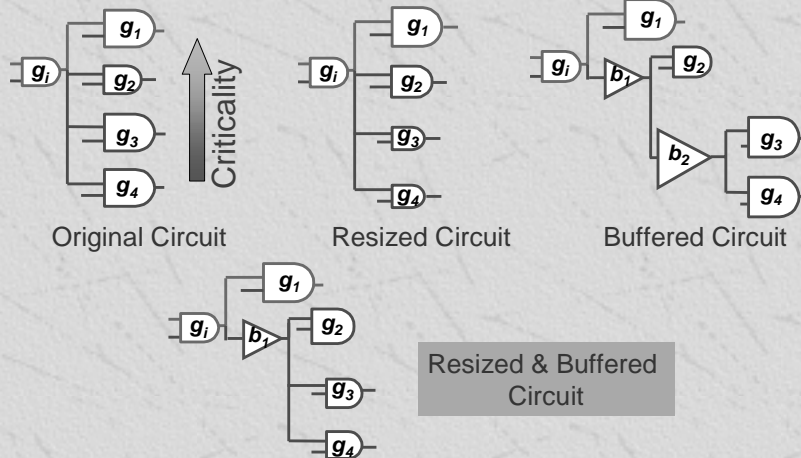 g1
gi
g2
g3
g4
Criticality
Original Circuit
g1
gi
g2
g3
g4
Resized Circuit
g1
gi
b1
g2
b2
g3
g4
Buffered Circuit
g1
gi
b1
g2
g3
g4
Resized & Buffered
Circuit